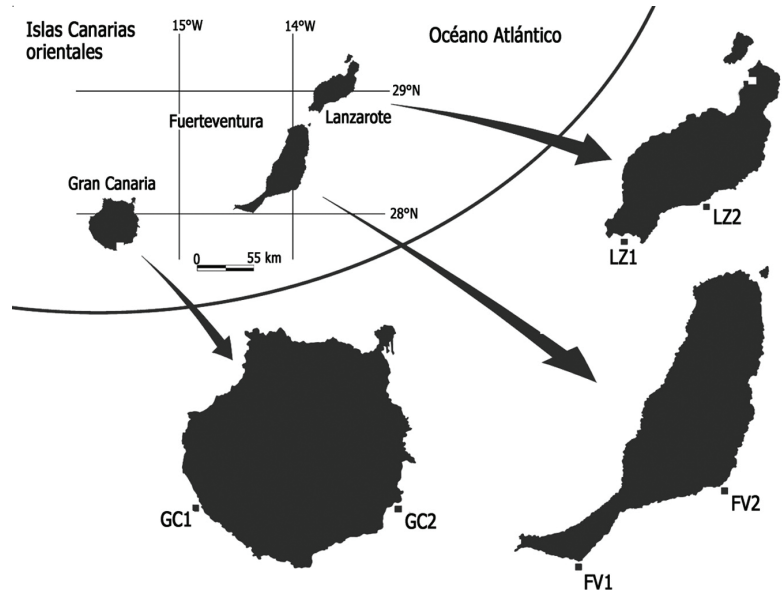 Islas Canarias
orientales
15ºW
14ºW
Océano Atlántico
29ºN
Fuerteventura
Lanzarote
Gran Canaria
28ºN
0 55 km
LZ2
LZ1
GC1
GC2
FV2
FV1